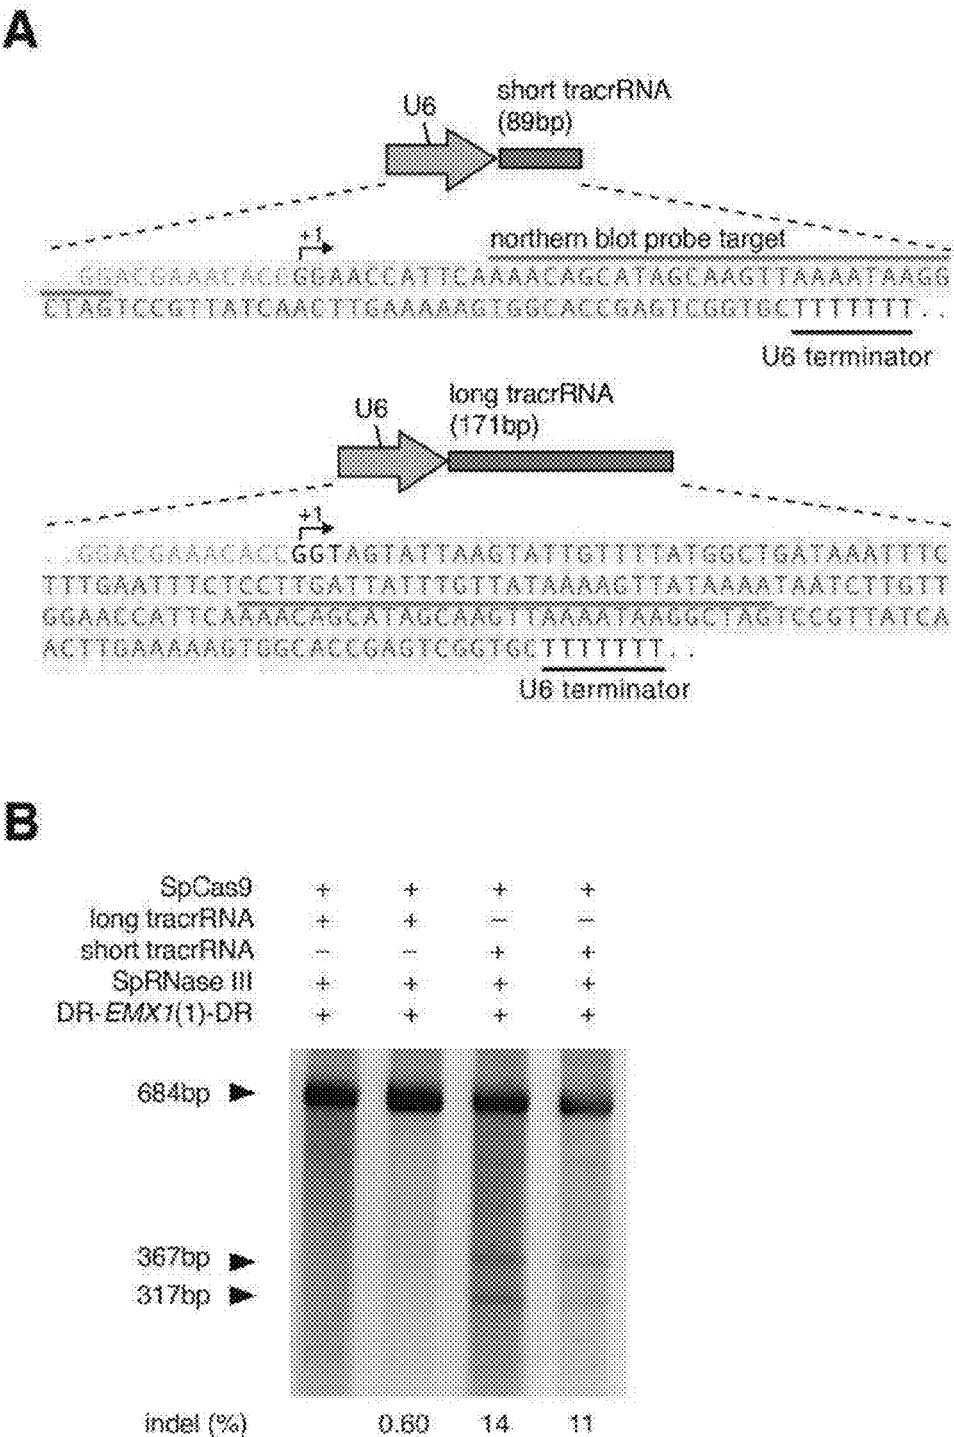 A
short tracrRNA
(89bp)
U6
+1
northern blot probe target
..GGACGAAACACCGGAACCATTCAAAACAGCATAGCAAGTTAAAATAAGG
CTAGTCCGTTATCAACTTGAAAAAGTGGCACCGAGTCGGTGCTTTTTTT..
U6 terminator
long tracrRNA
(171bp)
U6
+1
..GGACGAAACACCGGTAGTATTAAGTATTGTTTTATGGCTGATAAATTTC
TTTGAATTTCTCCTTGATTATTTGTTATAAAAGTTATAAAATAATCTTGTT
GGAACCATTCAAAACAGCATAGCAAGTTAAAATAAGGCTAGTCCGTTATCA
ACTTGAAAAAGTGGCACCGAGTCGGTGCTTTTTTT..
U6 terminator
B
SpCas9 + + + +
long tracrRNA + + − −
short tracrRNA − − + +
SpRNase III + + + +
DR-EMX1(1)-DR + + + +
684bp
367bp
317bp
indel (%) 0.60 14 11